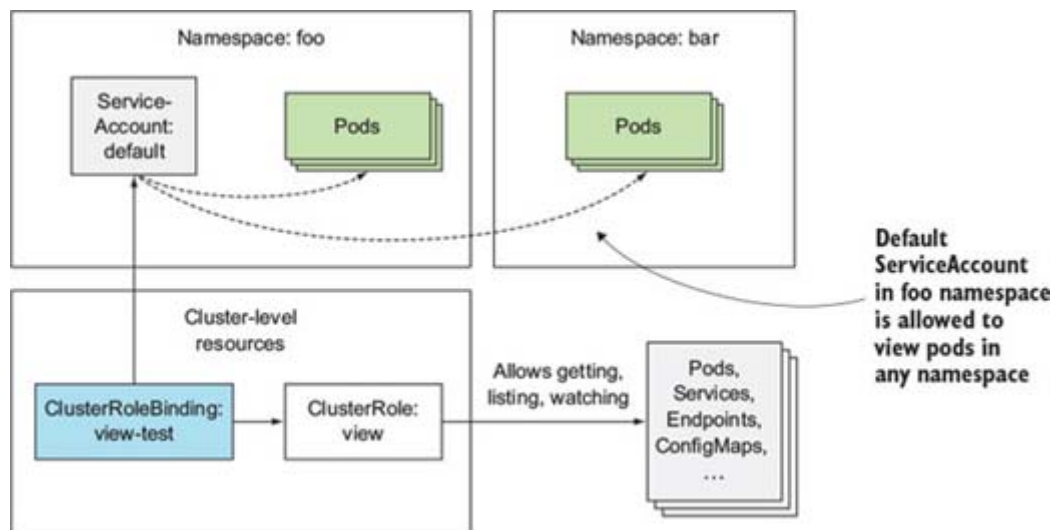 Namespace: foo
Namespace: bar
Service-
Account:
default
Pods
Pods
Default
ServiceAccount
in foo namespace
is allowed to
view pods in
any namespace
Cluster-level
resources
ClusterRoleBinding:
view-test
ClusterRole:
view
Allows getting,
listing, watching
Pods,
Services,
Endpoints,
ConfigMaps,
…